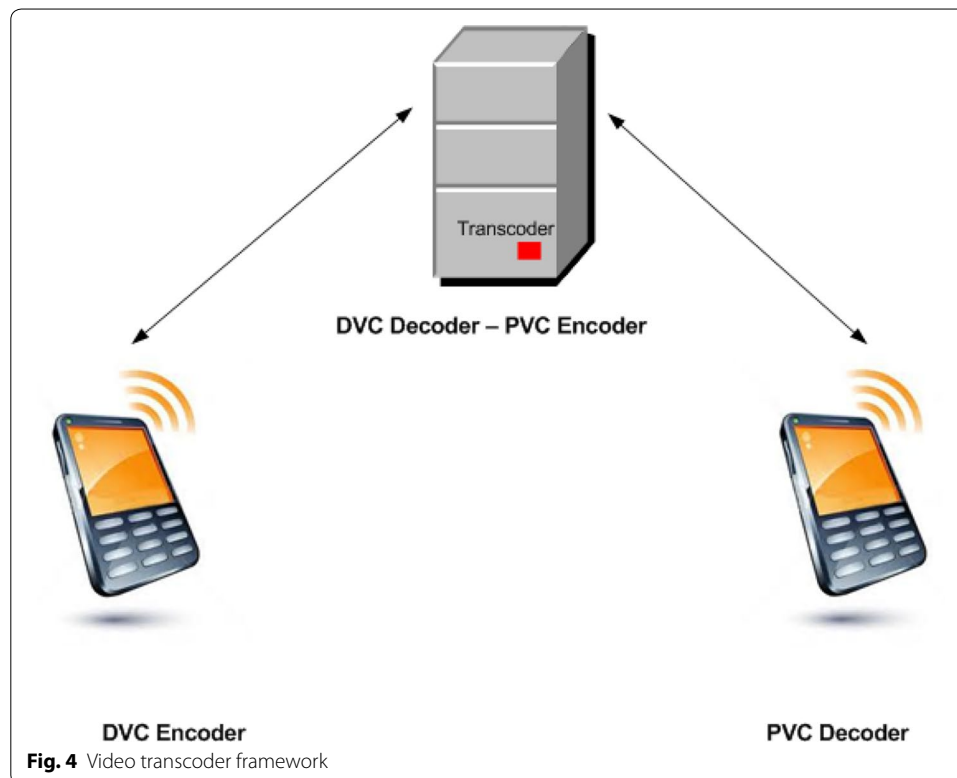 Transcoder
DVC Decoder – PVC Encoder
DVC Encoder
PVC Decoder
Fig. 4 Video transcoder framework